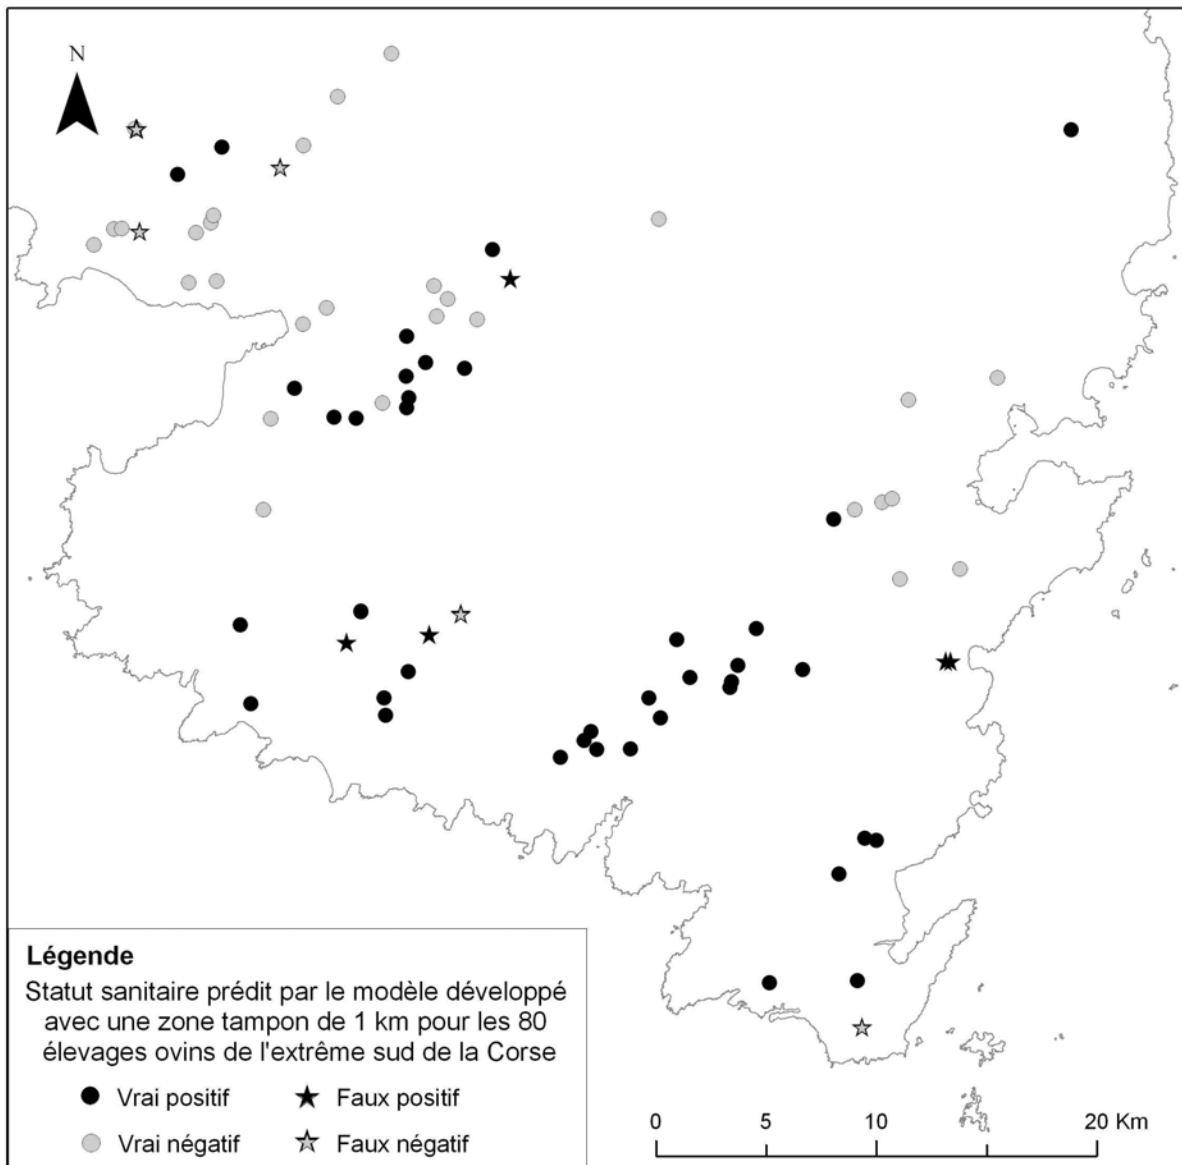 N
Légende
Statut sanitaire prédit par le modèle développé
avec une zone tampon de 1 km pour les 80
élevages ovins de l'extrême sud de la Corse
Vrai positif Faux positif
Vrai négatif Faux négatif
0 5 10 20 Km